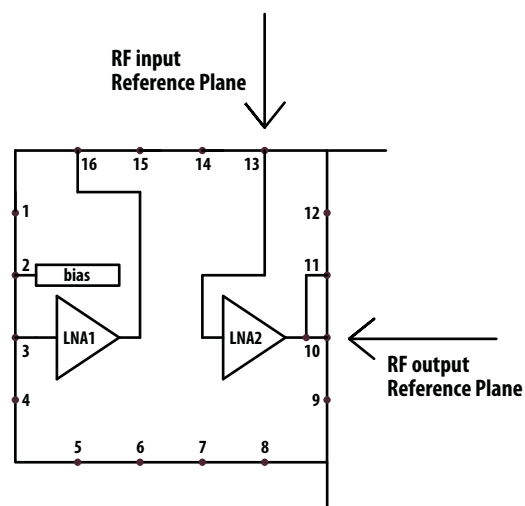 RF input
Reference Plane
16 15 14 13
1 12
2 bias 11
LNA1 LNA2
3 10
RF output
Reference Plane
4 9
5 6 7 8